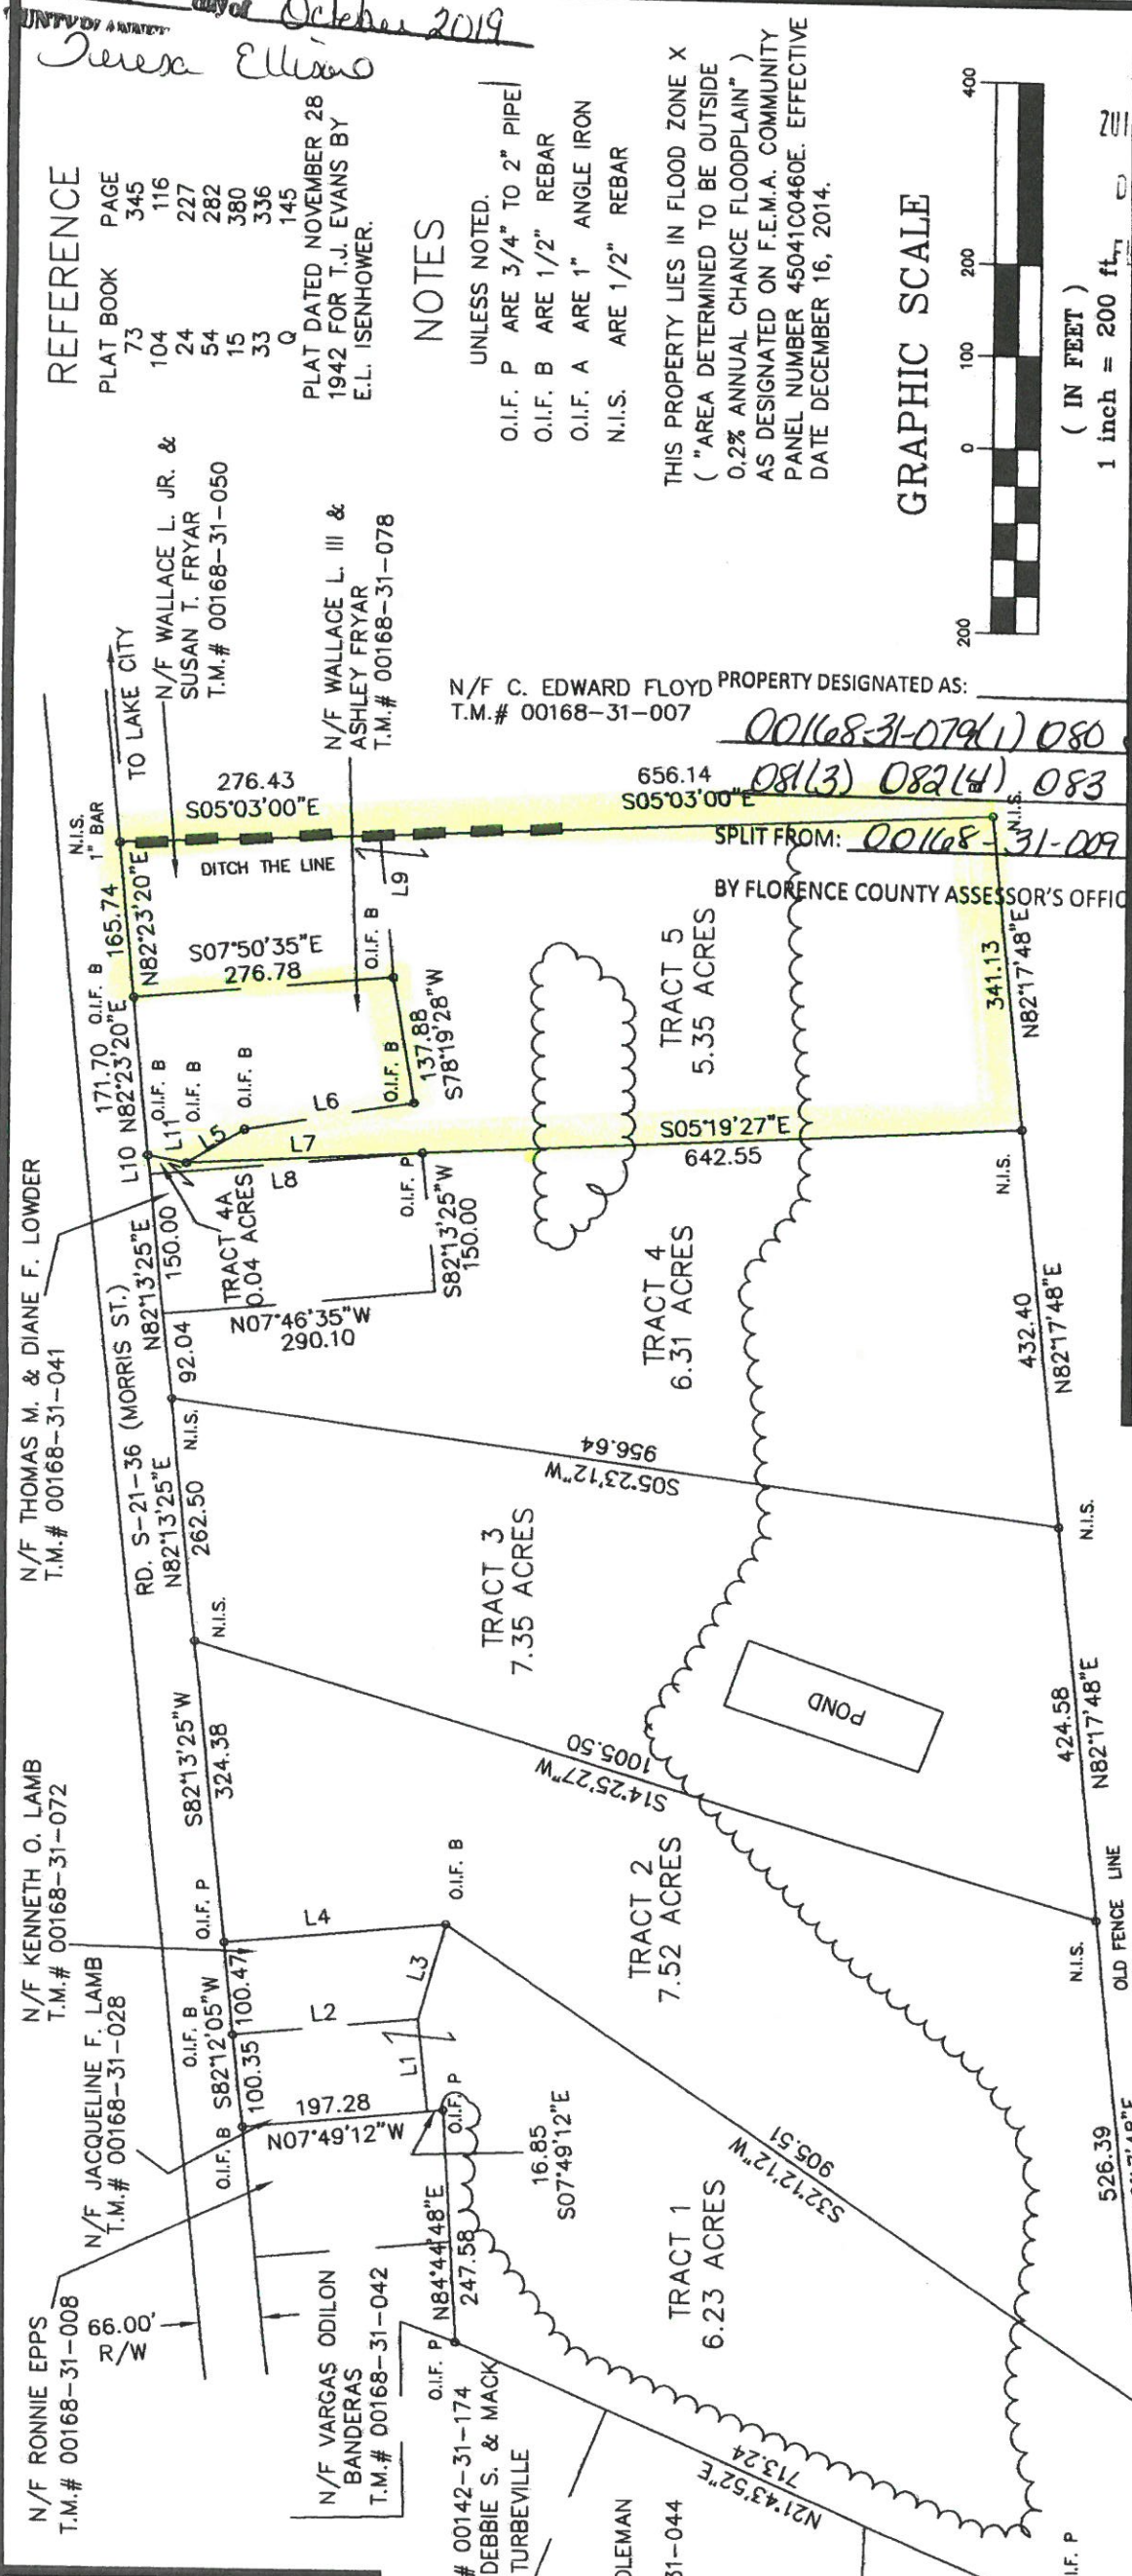 day of October 2019
Teresa Ellison
REFERENCE
PLAT BOOK PAGE
73 345
104 116
24 227
54 282
15 380
33 336
Q 145
PLAT DATED NOVEMBER 28
1942 FOR T.J. EVANS BY
E.L. ISENHOWER.
NOTES
UNLESS NOTED.
O.I.F. P ARE 3/4" TO 2" PIPE
O.I.F. B ARE 1/2" REBAR
O.I.F. A ARE 1" ANGLE IRON
N.I.S. ARE 1/2" REBAR
THIS PROPERTY LIES IN FLOOD ZONE X
( "AREA DETERMINED TO BE OUTSIDE
0.2% ANNUAL CHANCE FLOODPLAIN" )
AS DESIGNATED ON F.E.M.A. COMMUNITY
PANEL NUMBER 45041C0460E. EFFECTIVE
DATE DECEMBER 16, 2014.
GRAPHIC SCALE
200 0 100 200 400
( IN FEET )
1 inch = 200 ft.
N/F WALLACE L. JR. &
SUSAN T. FRYAR
T.M.# 00168-31-050
N/F WALLACE L. III &
ASHLEY FRYAR
T.M.# 00168-31-078
N/F C. EDWARD FLOYD
T.M.# 00168-31-007
PROPERTY DESIGNATED AS:
00168-31-079(1) 080
081(3) 082(4) 083
SPLIT FROM: 00168-31-009
BY FLORENCE COUNTY ASSESSOR'S OFFIC
TO LAKE CITY
N.I.S.
1" BAR
276.43
S05°03'00"E
656.14
S05°03'00"E
N.I.S.
DITCH THE LINE
L9
165.74
N82°23'20"E
O.I.F. B
S07°50'35"E
276.78
O.I.F. B
137.88
S78°19'28"W
O.I.F. B
171.70
N82°23'20"E
L10
L11
O.I.F. B
O.I.F. B
O.I.F. B
L5
L6
L7
L8
TRACT 5
5.35 ACRES
341.13
N82°17'48"E
S05°19'27"E
642.55
N.I.S.
O.I.F. P
S82°13'25"W
150.00
TRACT 4A
0.04 ACRES
N/F THOMAS M. & DIANE F. LOWDER
T.M.# 00168-31-041
N82°13'25"E
150.00
N07°46'35"W
290.10
92.04
N.I.S.
TRACT 4
6.31 ACRES
432.40
N82°17'48"E
RD. S-21-36 (MORRIS ST.)
N82°13'25"E
262.50
N.I.S.
S05°23'12"W
956.64
N.I.S.
TRACT 3
7.35 ACRES
POND
424.58
N82°17'48"E
S82°13'25"W
324.38
S14°25'27"W
1005.50
N.I.S.
OLD FENCE LINE
N/F KENNETH O. LAMB
T.M.# 00168-31-072
O.I.F. P
L4
O.I.F. B
TRACT 2
7.52 ACRES
N/F JACQUELINE F. LAMB
T.M.# 00168-31-028
O.I.F. B
S82°12'05"W
100.47
100.35
L2
L3
L1
O.I.F. B
197.28
N07°49'12"W
O.I.F. P
16.85
S07°49'12"E
S32°12'12"W
905.51
526.39
N/F RONNIE EPPS
T.M.# 00168-31-008
66.00'
R/W
N84°44'48"E
247.58
TRACT 1
6.23 ACRES
N/F VARGAS ODILON
BANDERAS
T.M.# 00168-31-042
O.I.F. P
# 00142-31-174
DEBBIE S. & MACK
TURBEVILLE
N21°43'52"E
713.24
OLEMAN
31-044
I.F. P